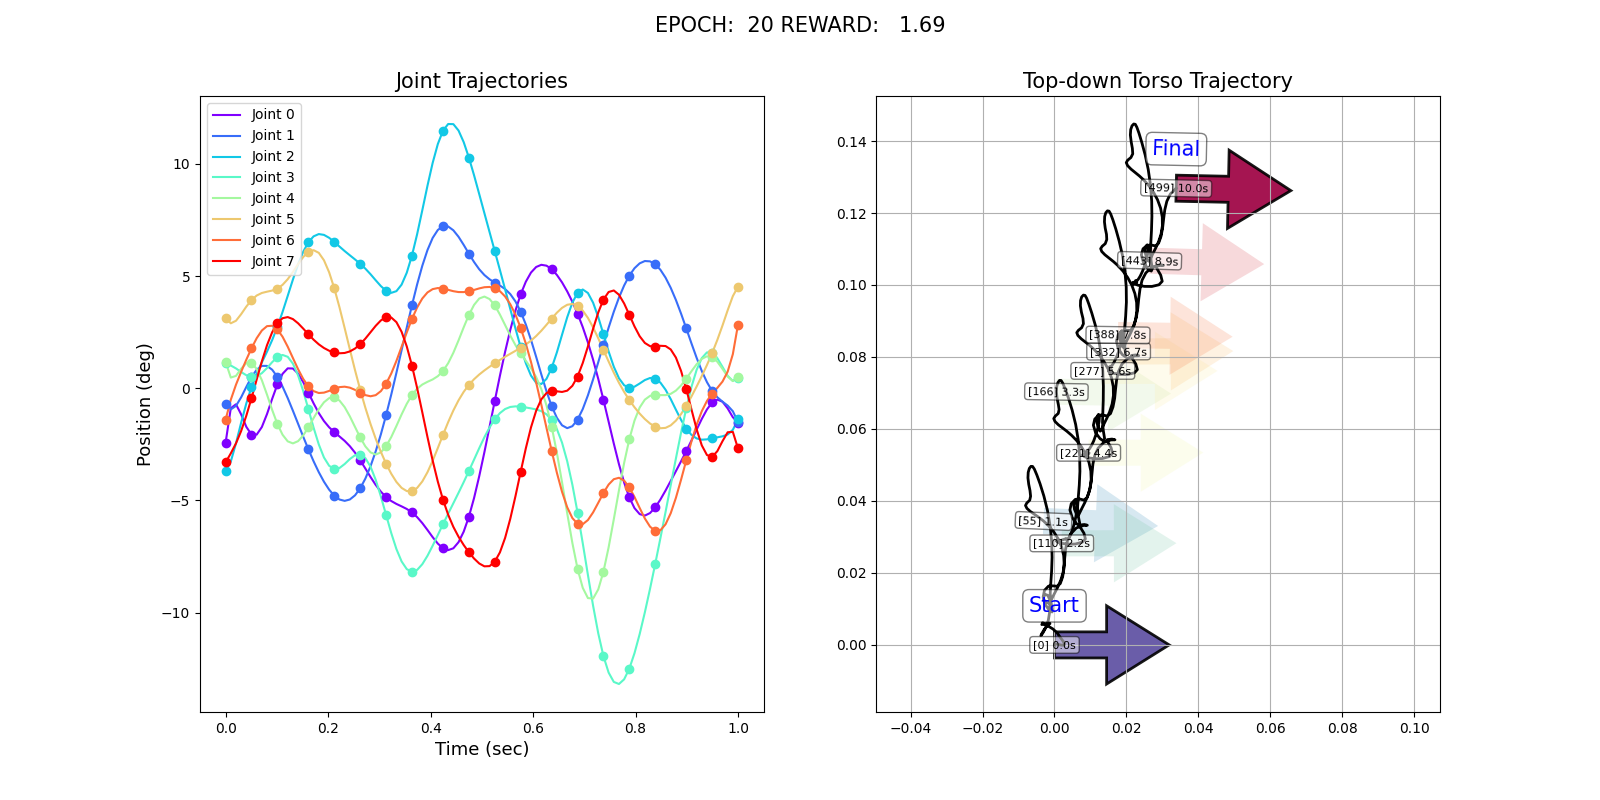 EPOCH:  20 REWARD:   1.69
Joint Trajectories
Position (deg)
10
5
0
−5
−10
Joint 0
Joint 1
Joint 2
Joint 3
Joint 4
Joint 5
Joint 6
Joint 7
0.0
0.2
0.4
0.6
0.8
1.0
Time (sec)
Top-down Torso Trajectory
0.14
0.12
0.10
0.08
0.06
0.04
0.02
0.00
Final
[499] 10.0s
[443] 8.9s
[388] 7.8s
[332] 6.7s
[277] 5.6s
[166] 3.3s
[221] 4.4s
[55] 1.1s
[110] 2.2s
Start
[0] 0.0s
−0.04
−0.02
0.00
0.02
0.04
0.06
0.08
0.10